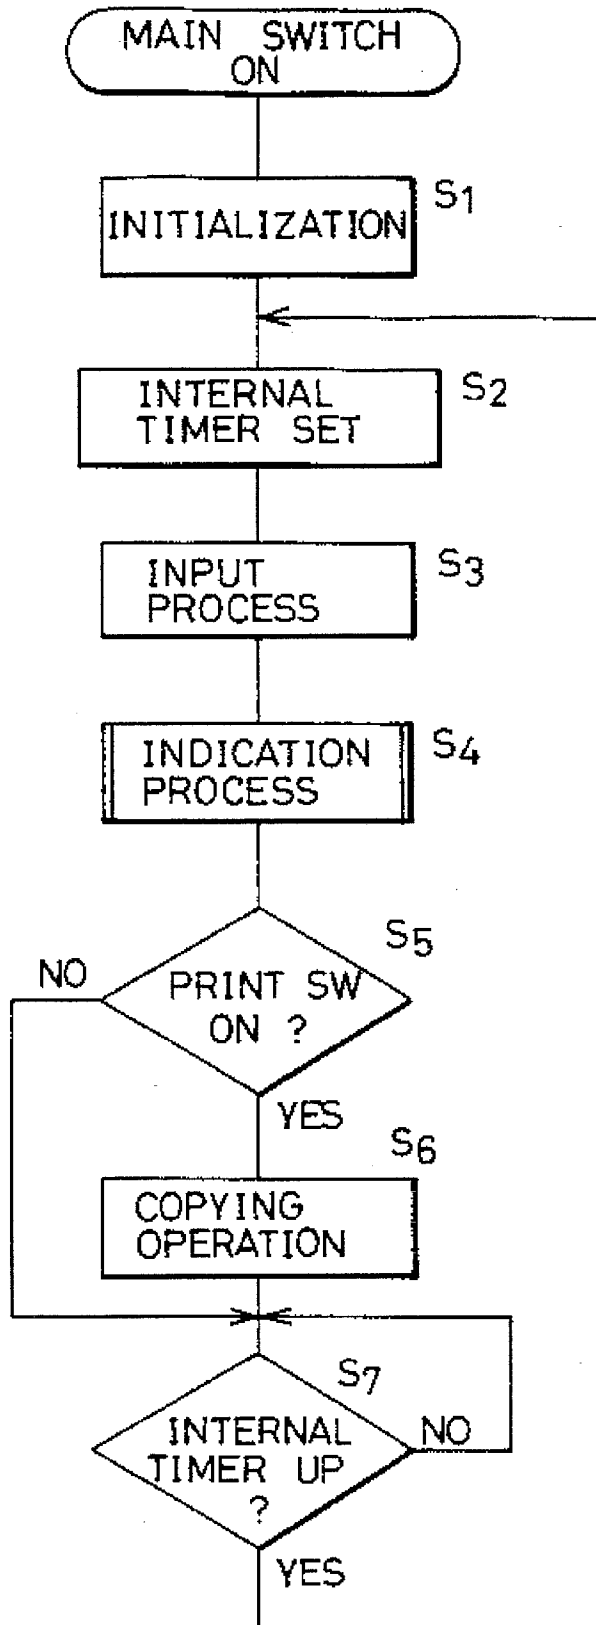 MAIN SWITCH
ON
S1
INITIALIZATION
S2
INTERNAL
TIMER SET
S3
INPUT
PROCESS
S4
INDICATION
PROCESS
S5
NO
PRINT SW
ON ?
YES
S6
COPYING
OPERATION
S7
INTERNAL
NO
TIMER UP
?
YES